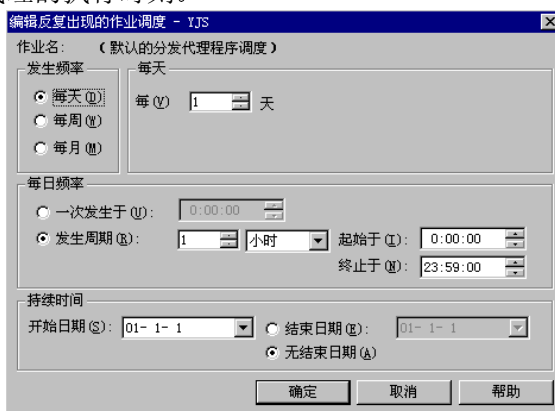 编辑反复出现的作业调度 - YJS
作业名: (默认的分发代理程序调度)
发生频率
每天(D)
每周(W)
每月(M)
每天
每(V) 1 天
每日频率
一次发生于(U): 0:00:00
发生周期(R): 1 小时 起始于(I): 0:00:00
终止于(N): 23:59:00
持续时间
开始日期(S): 01- 1- 1 结束日期(E): 01- 1- 1
无结束日期(A)
确定 取消 帮助